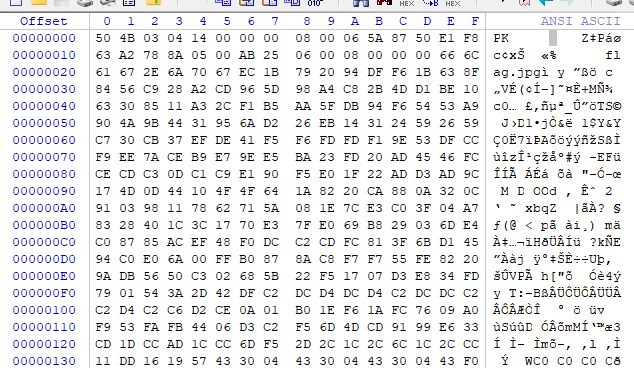 Offset 0 1 2 3 4 5 6 7 8 9 A B C D E F ANSI ASCII
00000000 50 4B 03 04 14 00 00 00 08 00 06 5A 87 50 E1 F8 PK Z‡Páø
00000010 63 A2 78 8A 05 00 AB 25 06 00 08 00 00 00 66 6C c¢xŠ «% fl
00000020 61 67 2E 6A 70 67 EC 1B 79 20 94 DF F6 1B 63 8F ag.jpgì y ”ßö c
00000030 84 56 C9 28 A2 CD 96 5D 98 A4 C8 2B 4D D1 BE 10 „VÉ(¢Í–]˜¤È+MÑ¾
00000040 63 30 85 11 A3 2C F1 B5 AA 5F DB 94 F6 54 53 A9 c0… £,ñµª_Û”öTS©
00000050 90 4A 9B 44 31 95 6A D2 26 EB 14 31 24 59 26 59 J›D1•jÒ&ë 1$Y&Y
00000060 C7 30 CB 37 EF DE 41 F5 F6 FD FD F1 9E 53 DF CC Ç0Ë7ïÞAõöýýñžSßÌ
00000070 F9 EE 7A CE B9 E7 9E E5 BA 23 FD 20 AD 45 46 FC ùîzÎ¹çžåº#ý -EFü
00000080 CE CD C3 0D C1 C9 E1 90 F5 E0 1F 22 AD D3 AD 9C ÎÍÃ ÁÉá õà "-Ó-œ
00000090 17 4D 0D 44 10 4F 4F 64 1A 82 20 CA 88 0A 32 0C M D OOd ‚ Êˆ 2
000000A0 91 03 98 11 78 62 71 5A 08 1E 7C E3 C0 3F 04 A7 ‘ ˜ xbqZ |ãÀ? §
000000B0 83 28 40 1C 3C 17 70 E3 7F E0 69 B8 29 03 6D E4 ƒ(@ < pã ài¸) mä
000000C0 C0 87 85 AC EF 48 F0 DC C2 CD FC 81 3F 6B D1 45 À‡…¬ïHðÜÂÍü ?kÑE
000000D0 94 C0 E0 6A 00 FF B0 87 8A C8 F7 F7 55 FE 82 20 ”Ààj ÿ°‡ŠÈ÷÷Uþ‚
000000E0 9A DB 56 50 C3 02 68 5B 22 F5 17 07 D3 E8 34 FD šÛVPÃ h["õ Óè4ý
000000F0 79 01 54 3A 2D 42 DF C2 DC D4 DC C2 DC DC C2 y T:-BßÂ
00000100 C2 D4 C2 C6 D2 CE 0A 01 B0 1E F6 1A FC 76 09 A0 ÂÔÂÆÒÎ ° ö üv
00000110 F9 53 FA FB 44 06 D3 C2 F5 6D 4D CD 91 99 E6 33 ùSúûD ÓÂõmMÍ‘™æ3
00000120 CD 1D CC AD 1C CC 6D F5 2D 2C 1C 2C 6C 1C 2C CC Í Ì- Ìmõ-, ,l ,Ì
00000130 11 DD 16 19 57 43 30 04 43 30 04 43 30 04 43 F0 Ý WC0 C0 C0 Cð